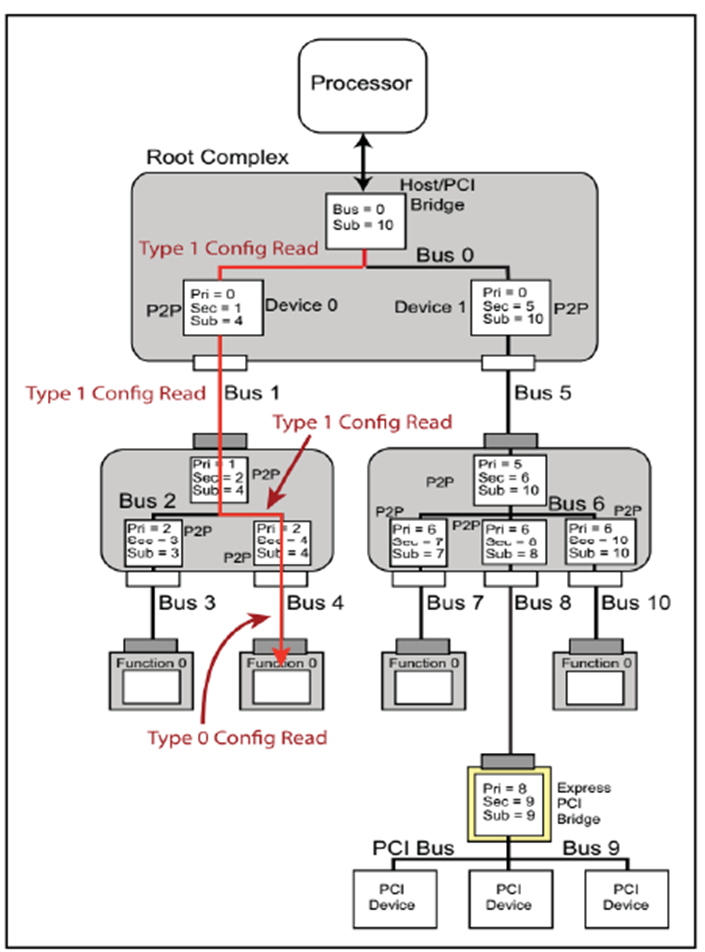 Processor
Root Complex
Host/PCI
Bridge
Bus = 0
Sub = 10
Type 1 Config Read
Bus 0
P2P
Pri = 0
Sec = 1
Sub = 4
Device 0
Device 1
Pri = 0
Sec = 5
Sub = 10
P2P
Type 1 Config Read
Bus 1
Bus 5
Type 1 Config Read
Pri = 1
Sec = 2
Sub = 4
P2P
P2P
Pri = 5
Sec = 6
Sub = 10
Bus 2
Bus 6
Pri = 2
Sec = 3
Sub = 3
P2P
P2P
Pri = 2
Sec = 4
Sub = 4
P2P
Pri = 6
Sec = 7
Sub = 7
P2P
Pri = 6
Sec = 8
Sub = 8
P2P
Pri = 6
Sec = 10
Sub = 10
Bus 3
Bus 4
Bus 7
Bus 8
Bus 10
Function 0
Function 0
Function 0
Function 0
Type 0 Config Read
Pri = 8
Sec = 9
Sub = 9
Express
PCI
Bridge
PCI Bus
Bus 9
PCI
Device
PCI
Device
PCI
Device